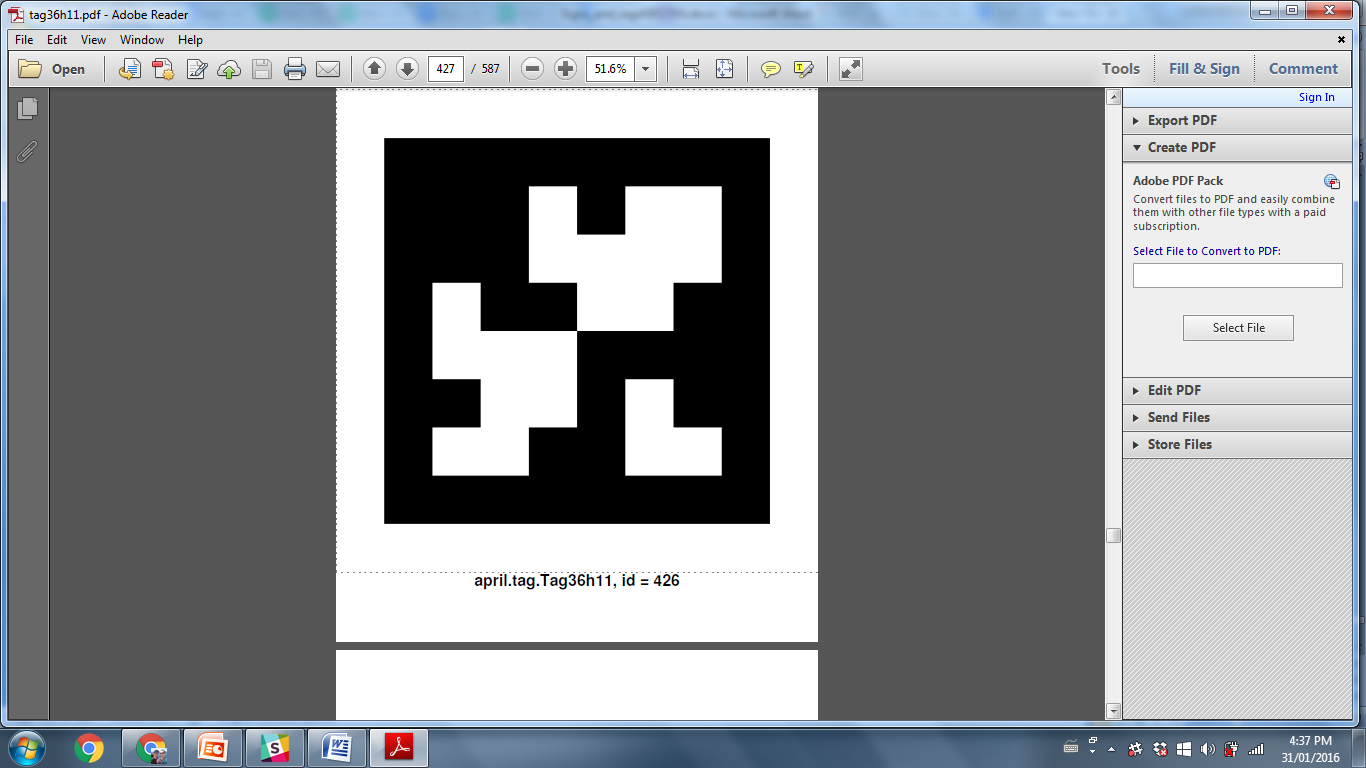 tag36h11.pdf - Adobe Reader
File Edit View Window Help
Open 427 / 587 51.6% Tools Fill & Sign Comment
Sign In
Export PDF
Create PDF
Adobe PDF Pack
Convert files to PDF and easily combine
them with other file types with a paid
subscription.
Select File to Convert to PDF:
Select File
Edit PDF
Send Files
Store Files
april.tag.Tag36h11, id = 426
4:37 PM
31/01/2016